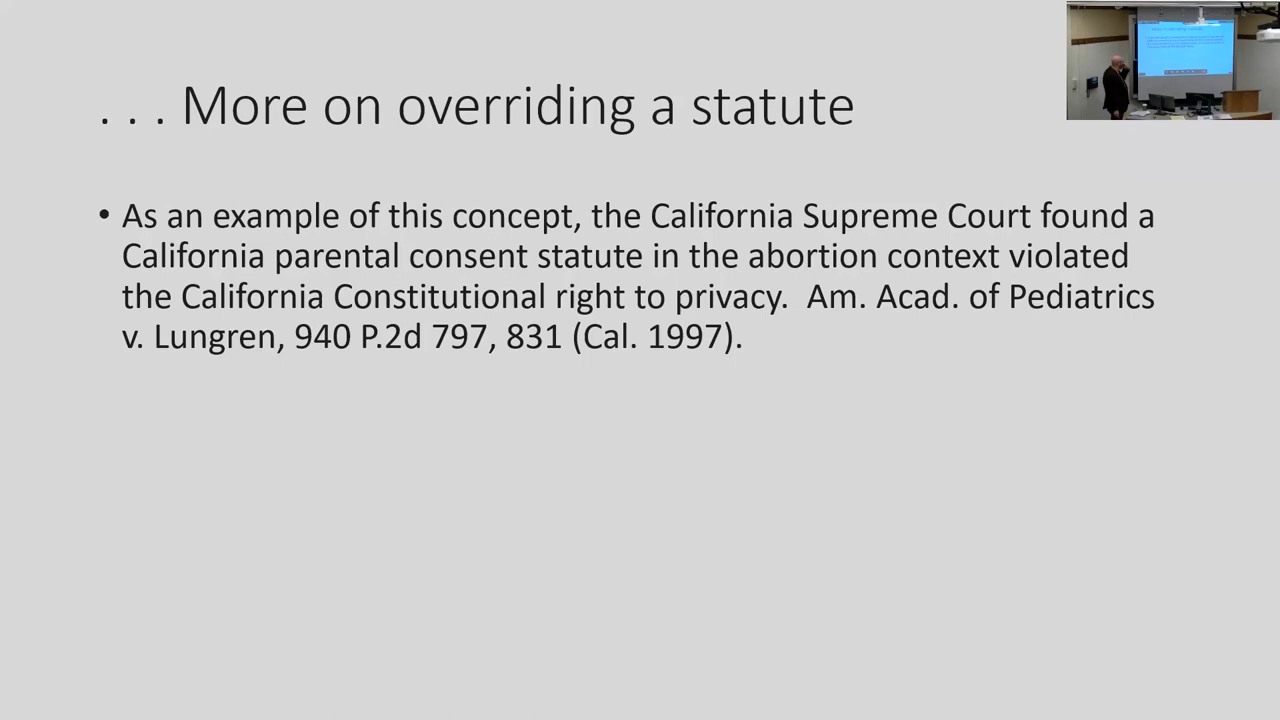 . . . More on overriding a statute
• As an example of this concept, the California Supreme Court found a
California parental consent statute in the abortion context violated
the California Constitutional right to privacy.  Am. Acad. of Pediatrics
v. Lungren, 940 P.2d 797, 831 (Cal. 1997).